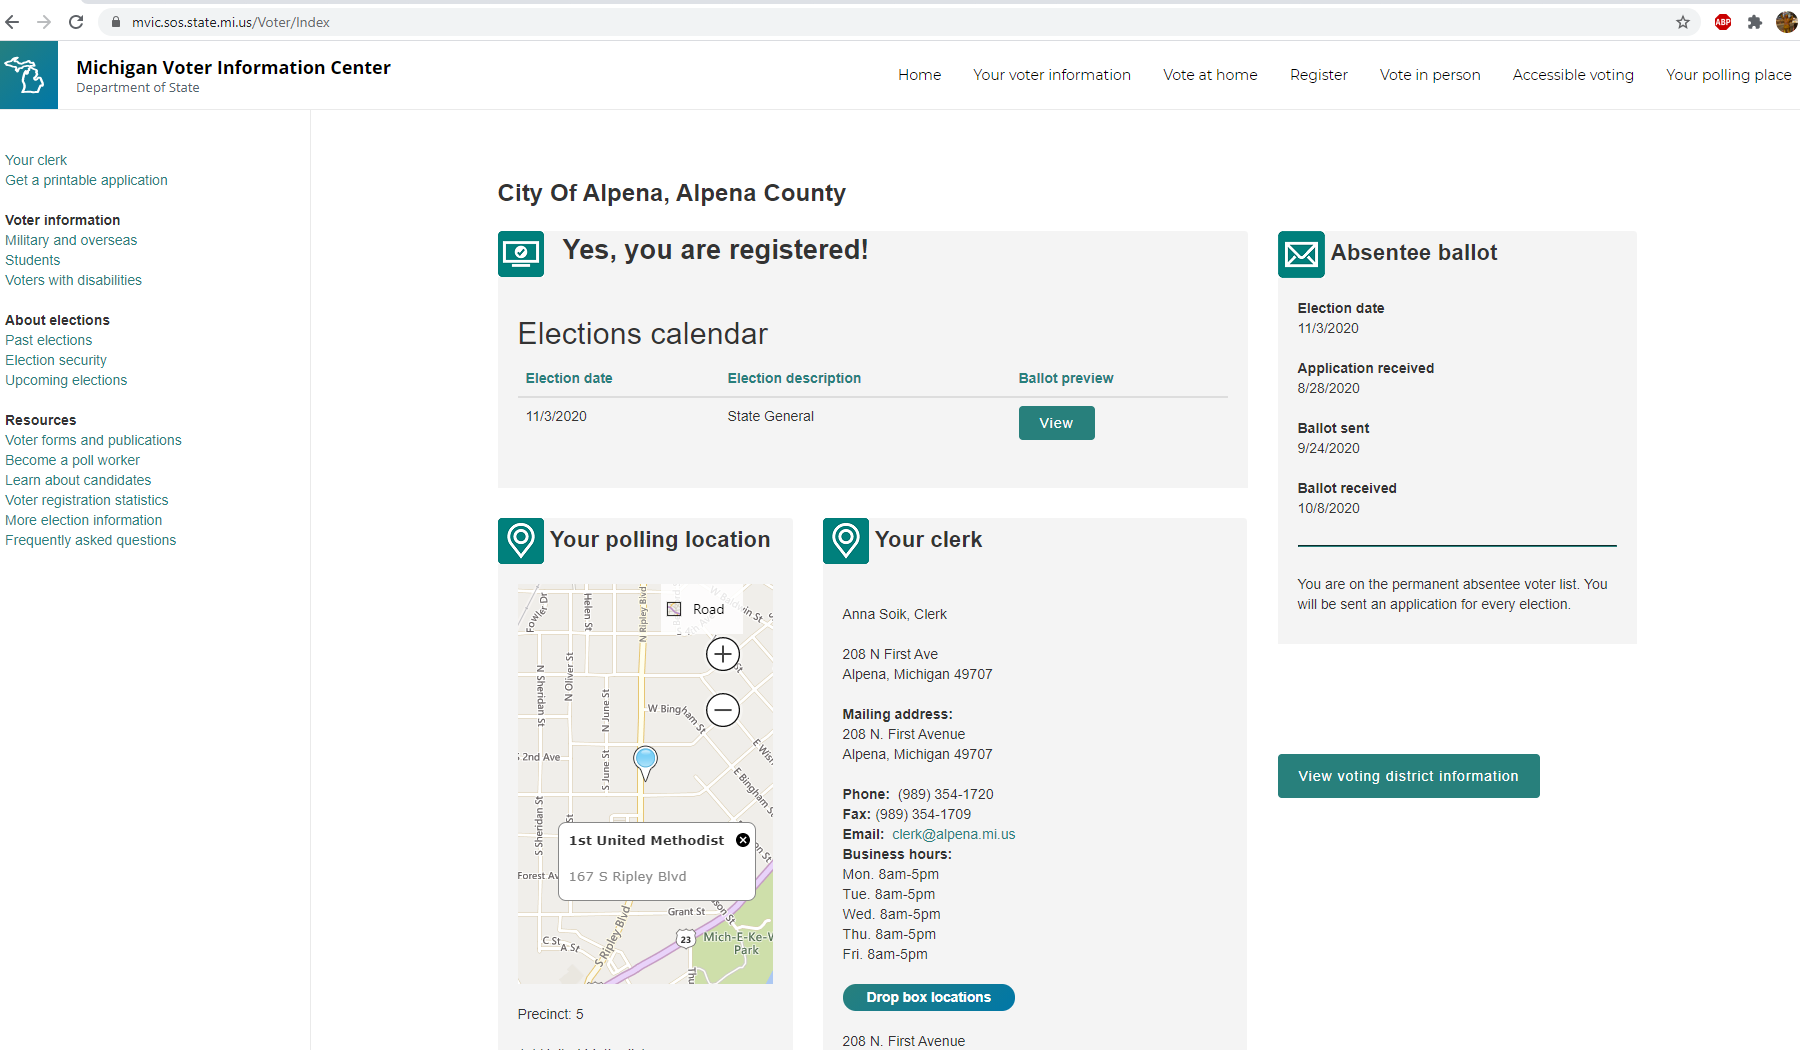 mvic.sos.state.mi.us/Voter/Index
ABP
Michigan Voter Information Center
Department of State
Home
Your voter information
Vote at home
Register
Vote in person
Accessible voting
Your polling place
Your clerk
Get a printable application
Voter information
Military and overseas
Students
Voters with disabilities
About elections
Past elections
Election security
Upcoming elections
Resources
Voter forms and publications
Become a poll worker
Learn about candidates
Voter registration statistics
More election information
Frequently asked questions
City Of Alpena, Alpena County
Yes, you are registered!
Elections calendar
Election date Election description Ballot preview
11/3/2020 State General View
Absentee ballot
Election date
11/3/2020
Application received
8/28/2020
Ballot sent
9/24/2020
Ballot received
10/8/2020
You are on the permanent absentee voter list. You
will be sent an application for every election.
View voting district information
Your polling location
Road
Fowler Dr
Helen St
N Ripley Blvd
N Sheridan St
N Oliver St
N June St
W Bingham St
2nd Ave
S June St
E Bingham St
S Sheridan St
1st United Methodist
167 S Ripley Blvd
Forest Av
Grant St
C St
A St
S Ripley Blvd
23
Mich-E-Ke-W
Park
Precinct: 5
Your clerk
Anna Soik, Clerk
208 N First Ave
Alpena, Michigan 49707
Mailing address:
208 N. First Avenue
Alpena, Michigan 49707
Phone: (989) 354-1720
Fax: (989) 354-1709
Email: clerk@alpena.mi.us
Business hours:
Mon. 8am-5pm
Tue. 8am-5pm
Wed. 8am-5pm
Thu. 8am-5pm
Fri. 8am-5pm
Drop box locations
208 N. First Avenue